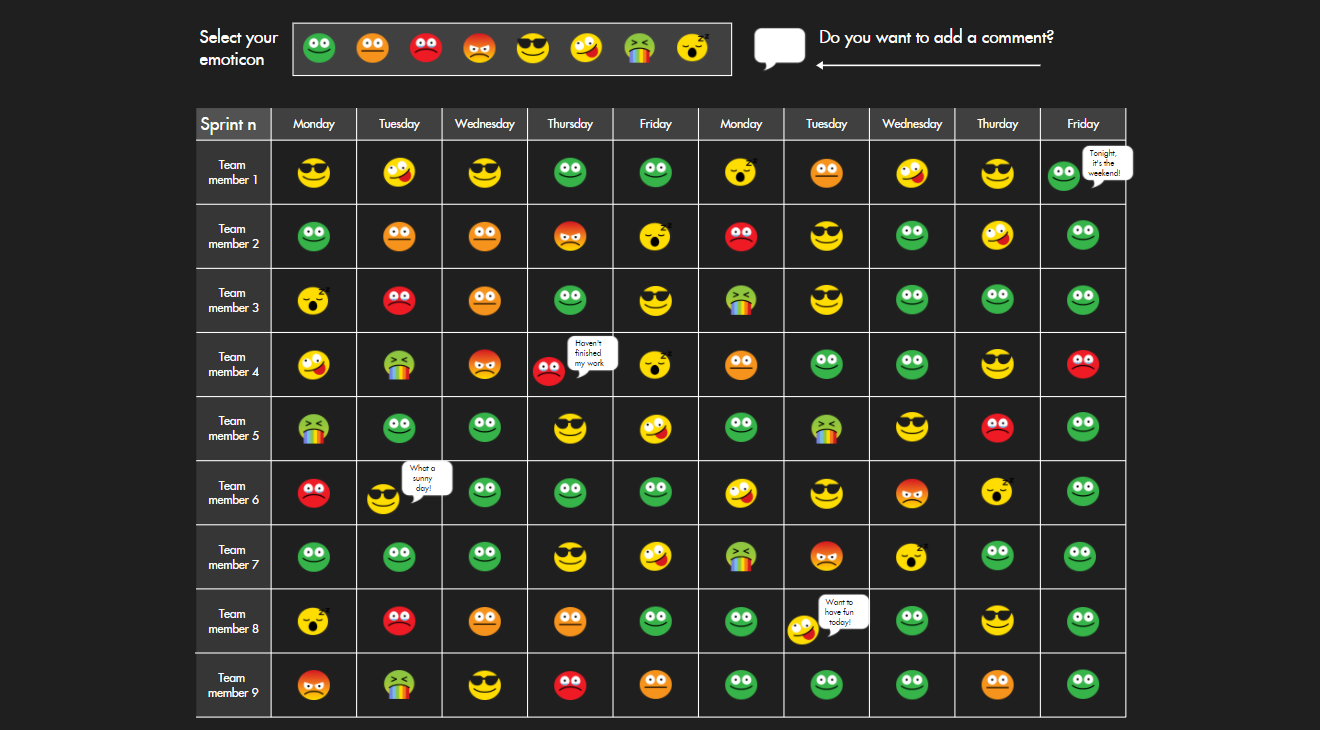 Select your
emoticon
Do you want to add a comment?
Sprint n
Monday
Tuesday
Wednesday
Thursday
Friday
Monday
Tuesday
Wednesday
Thurday
Friday
Team
member 1
Tonight,
it's the
weekend!
Team
member 2
Team
member 3
Team
member 4
Haven't
finished
my work
Team
member 5
Team
member 6
What a
sunny
day!
Team
member 7
Team
member 8
Want to
have fun
today!
Team
member 9